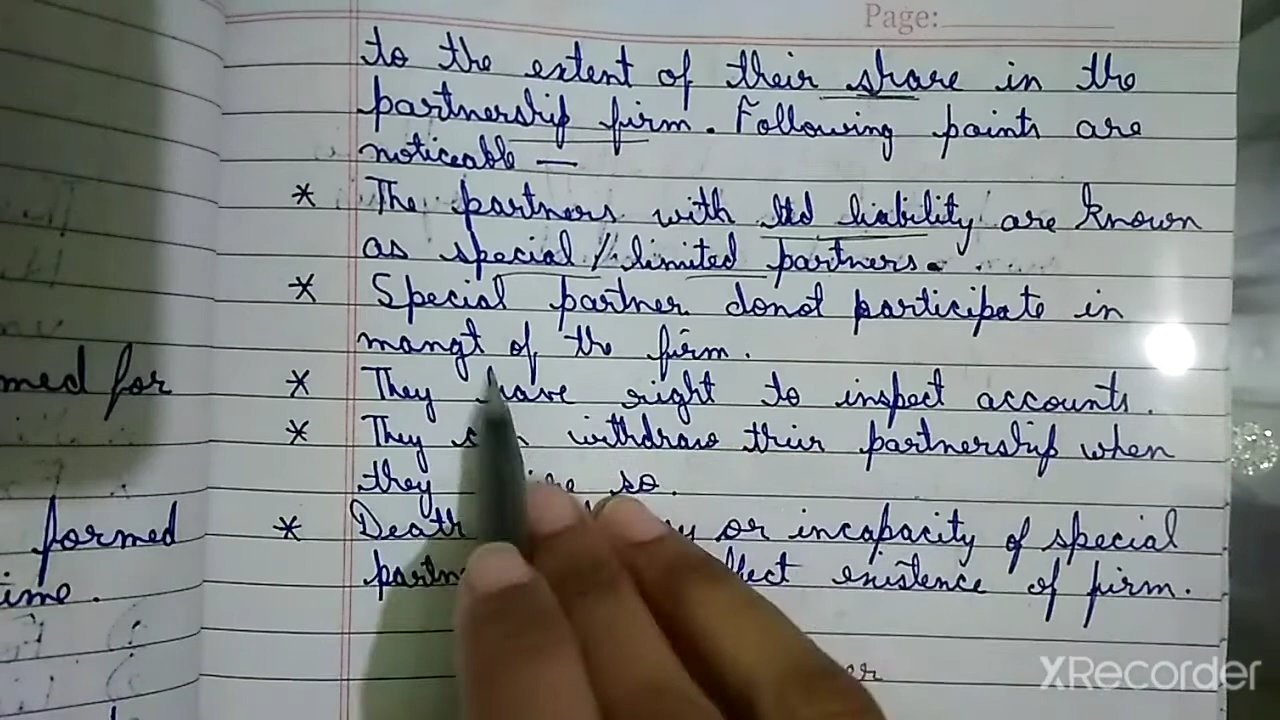 Page:
to the extent of their share in the
partnership firm. Following points are
noticeable —
* The partners with ltd liability are known
as special // limited partners.
* Special partner donot participate in
mangt of the firm.
med for
* They have right to inspect accounts.
* They withdraw their partnership when
they so.
formed
* Death or incapacity of special
existence of firm.
ime.
XRecorder